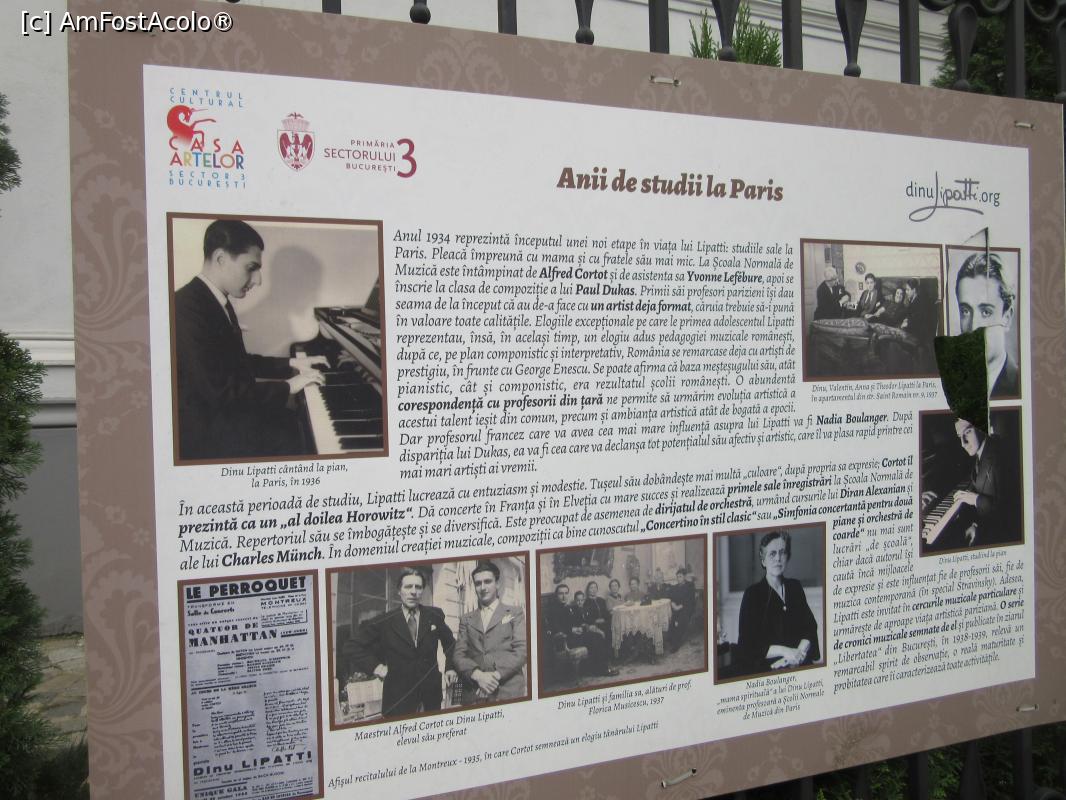 [c] AmFostAcolo®
CENTRUL
CULTURAL
CASA
ARTELOR
SECTOR 3
BUCUREȘTI
PRIMĂRIA
SECTORULUI 3
BUCUREȘTI
Anii de studii la Paris
dinuLipatti.org
Anul 1934 reprezintă începutul unei noi etape în viața lui Lipatti: studiile sale la
Paris. Pleacă împreună cu mama și cu fratele său mai mic. La Școala Normală de
Muzică este întâmpinat de Alfred Cortot și de asistenta sa Yvonne Lefébure, apoi se
înscrie la clasa de compoziție a lui Paul Dukas. Primii săi profesori parizieni își dau
seama de la început că au de-a face cu un artist deja format, căruia trebuie să-i pună
în valoare toate calitățile. Elogiile excepționale pe care le primea adolescentul Lipatti
reprezentau, însă, în același timp, un elogiu adus pedagogiei muzicale românești,
după ce, pe plan componistic și interpretativ, România se remarcase deja cu artiști de
prestigiu, în frunte cu George Enescu. Se poate afirma că baza meșteșugului său, atât
pianistic, cât și componistic, era rezultatul școlii românești. O abundentă
corespondență cu profesorii din țară ne permite să urmărim evoluția artistică a
acestui talent ieșit din comun, precum și ambianța artistică atât de bogată a epocii.
Dar profesorul francez care va avea cea mai mare influență asupra lui Lipatti va fi Nadia Boulanger. După
dispariția lui Dukas, ea va fi cea care va declanșa tot potențialul său afectiv și artistic, care îl va plasa rapid printre cei
mai mari artiști ai vremii.
Dinu Lipatti cântând la pian,
la Paris, în 1936
Dinu, Valentin, Anna și Theodor Lipatti la Paris,
în apartamentul din str. Saint Romain nr. 9, 1937
În această perioadă de studiu, Lipatti lucrează cu entuziasm și modestie. Tușeul său dobândește mai multă „culoare", după propria sa expresie; Cortot îl
prezintă ca un „al doilea Horowitz“. Dă concerte în Franța și în Elveția cu mare succes și realizează primele sale înregistrări la Școala Normală de
Muzică. Repertoriul său se îmbogățește și se diversifică. Este preocupat de asemenea de dirijatul de orchestră, urmând cursurile lui Diran Alexanian și
ale lui Charles Münch. În domeniul creației muzicale, compoziții ca bine cunoscutul „Concertino în stil clasic“ sau „Simfonia concertantă pentru două
piane și orchestră de
coarde“ nu mai sunt
lucrări „de școală",
chiar dacă autorul își
caută încă mijloacele
de expresie și este influențat fie de profesorii săi, fie de
muzica contemporană (în special Stravinsky). Adesea,
Lipatti este invitat în cercurile muzicale particulare și
urmărește de aproape viața artistică pariziană. O serie
de cronici muzicale semnate de el și publicate în ziarul
„Libertatea“ din București, în 1938-1939, relevă un
remarcabil spirit de observație, o reală maturitate și
probitatea care îi caracterizează toate activitățile.
Dinu Lipatti, studiind la pian
LE PERROQUET
Salle de Concerts
MONTREUX
QUATUOR DE
MANHATTAN
Dinu LIPATTI
UNIQUE GALA
Maestrul Alfred Cortot cu Dinu Lipatti,
elevul său preferat
Dinu Lipatti și familia sa, alături de prof.
Florica Musicescu, 1937
Nadia Boulanger,
„mama spirituală“ a lui Dinu Lipatti,
eminenta profesoară a Școlii Normale
de Muzică din Paris
Afișul recitalului de la Montreux - 1935, în care Cortot semnează un elogiu tânărului Lipatti